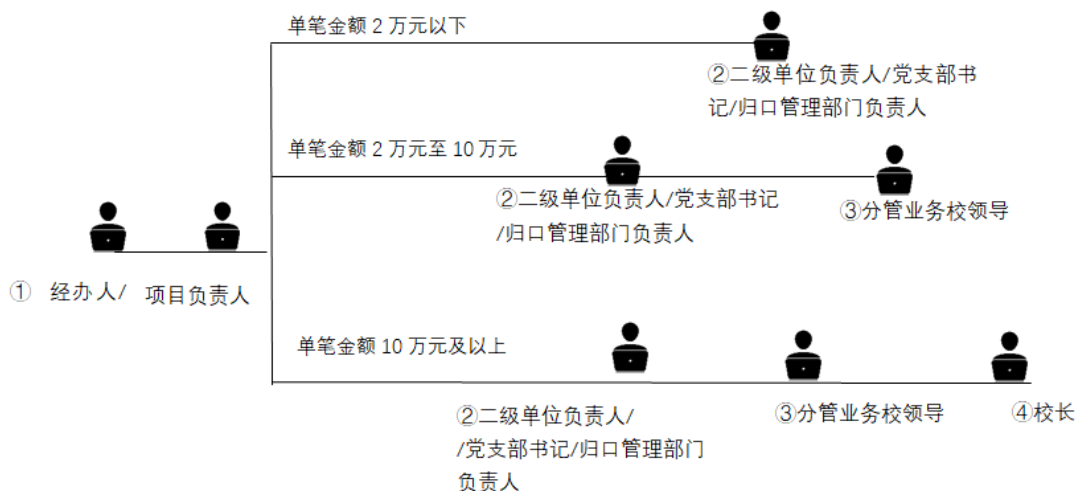 单笔金额 2 万元以下
②二级单位负责人/党支部书
记/归口管理部门负责人
单笔金额 2 万元至 10 万元
②二级单位负责人/党支部书记
/归口管理部门负责人
③分管业务校领导
① 经办人/ 项目负责人
单笔金额 10 万元及以上
②二级单位负责人/
/党支部书记/归口管理部门
负责人
③分管业务校领导
④校长